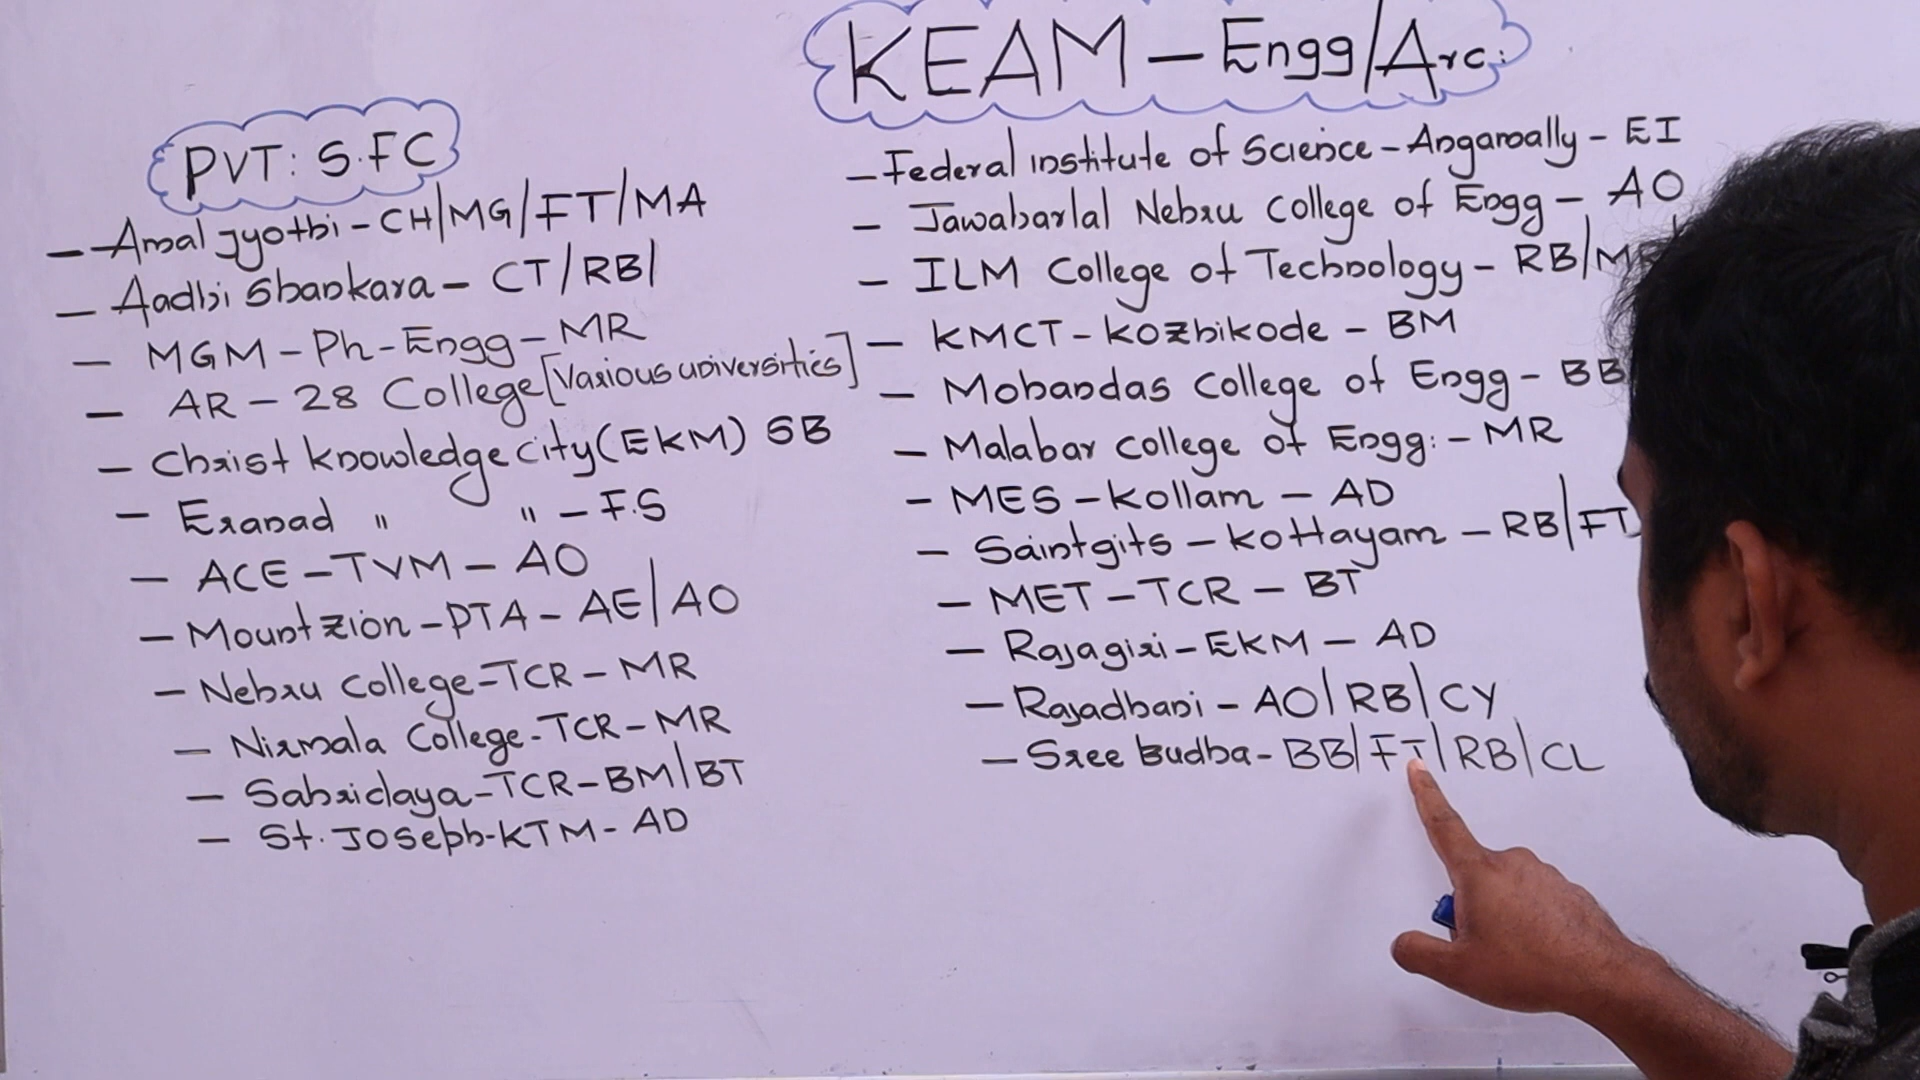 KEAM - Engg/Arc:
PVT: S.FC
- Amal jyothi - CH/MG/FT/MA
- Aadhi Shankara - CT/RB/
- MGM - Ph - Engg - MR
- AR - 28 College [Various universities]
- Christ knowledge city (EKM) SB
- Eranad " " - F.S
- ACE - TVM - AO
- Mount zion - PTA - AE/AO
- Nehru College - TCR - MR
- Nirmala College - TCR - MR
- Sahridaya - TCR - BM/BT
- St. Joseph - KTM - AD
- Federal institute of Science - Angamally - EI
- Jawaharlal Nehru College of Engg - AO
- ILM College of Technology - RB/MR
- KMCT - Kozhikode - BM
- Mohandas College of Engg - BB
- Malabar College of Engg: - MR
- MES - Kollam - AD
- Saintgits - Kottayam - RB/FT
- MET - TCR - BT
- Rajagiri - EKM - AD
- Rajadhani - AO/RB/CY
- Sree Budha - BB/FT/RB/CL